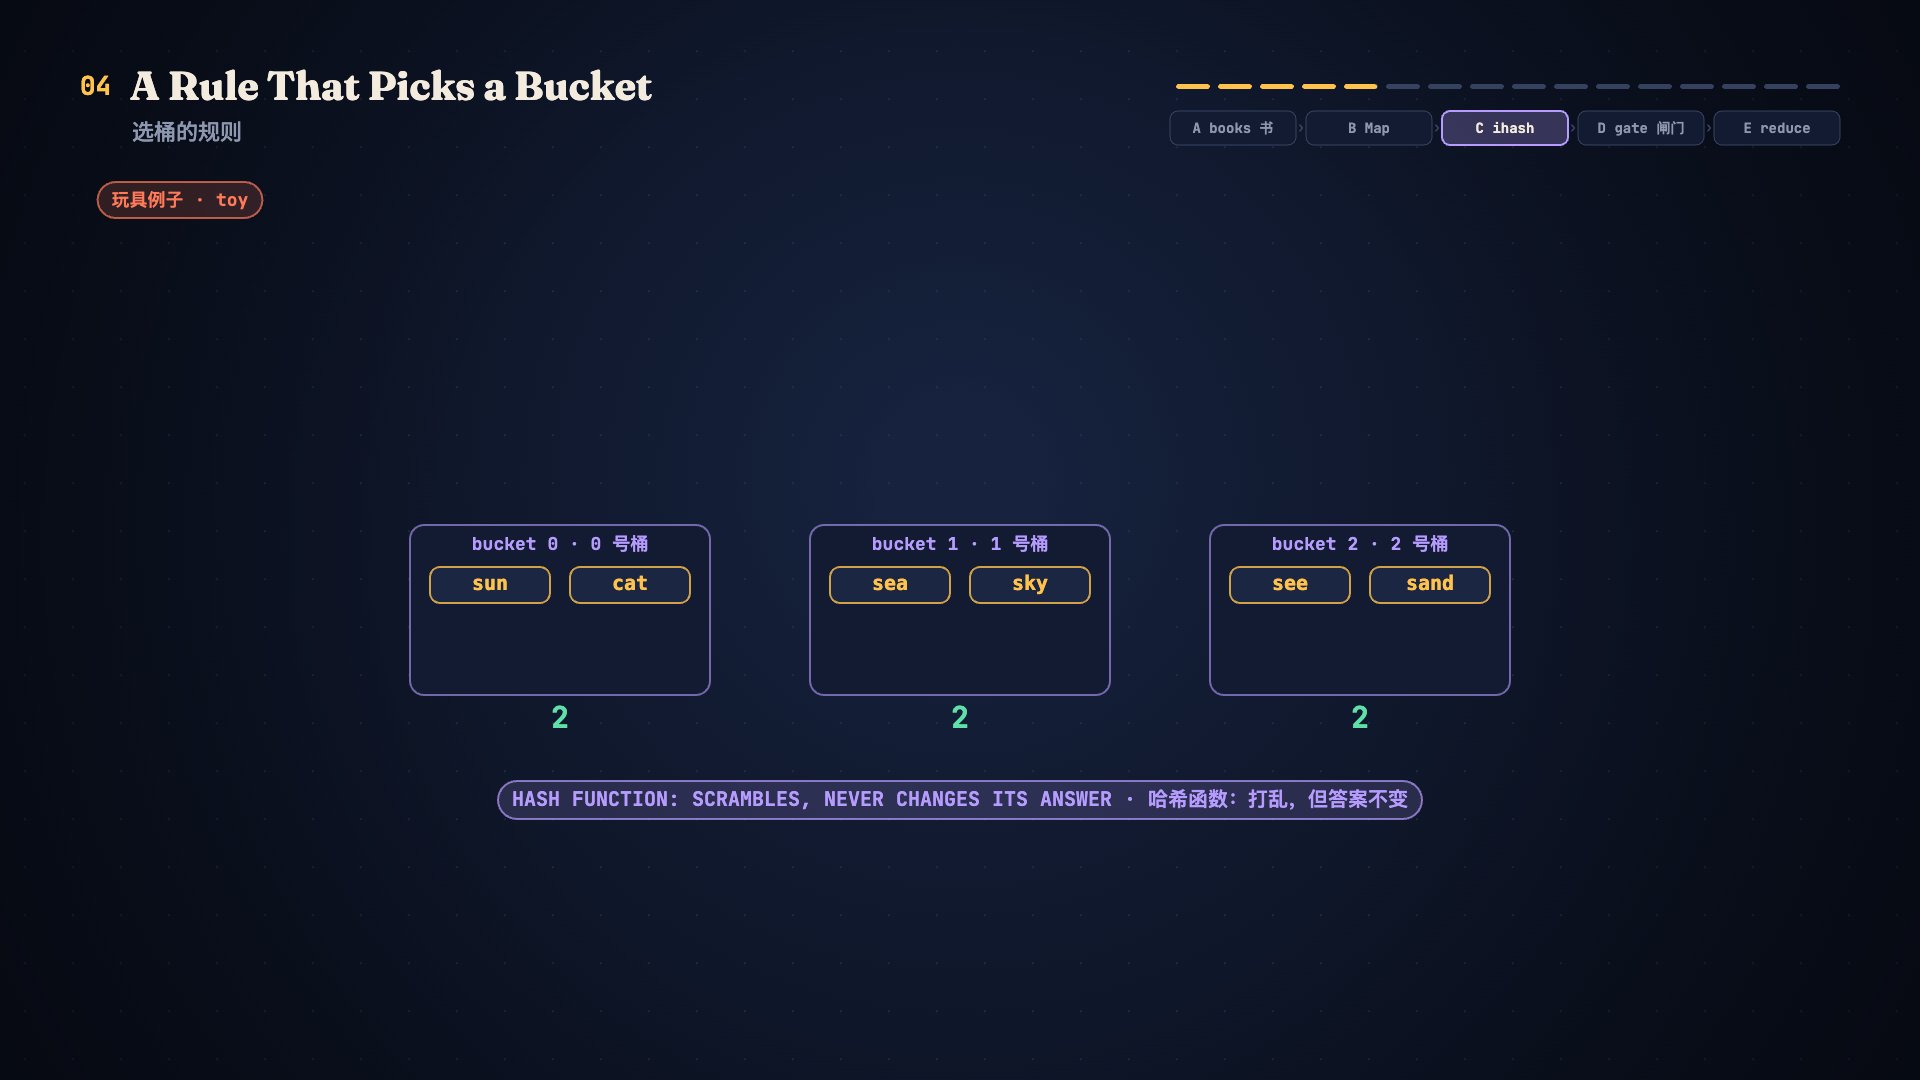 04 A Rule That Picks a Bucket
选桶的规则
A books 书 › B Map › C ihash › D gate 闸门 › E reduce
玩具例子 · toy
bucket 0 · 0 号桶
sun cat
2
bucket 1 · 1 号桶
sea sky
2
bucket 2 · 2 号桶
see sand
2
HASH FUNCTION: SCRAMBLES, NEVER CHANGES ITS ANSWER · 哈希函数：打乱，但答案不变